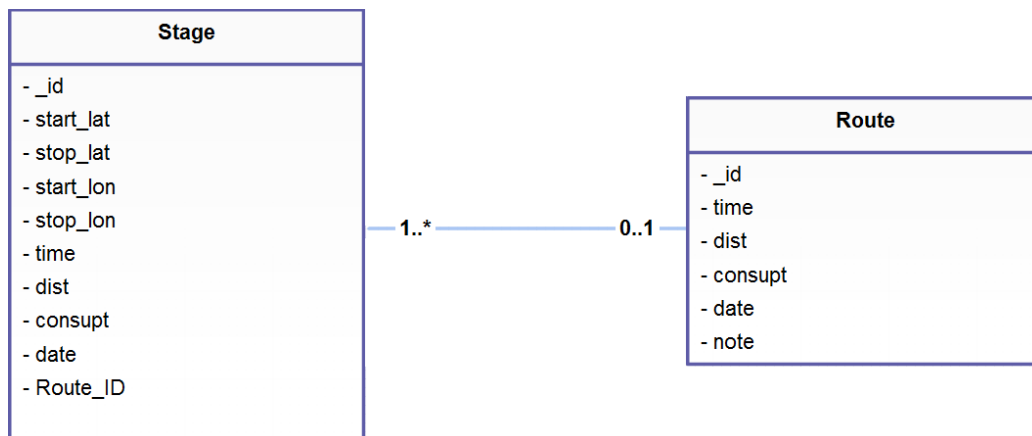 Stage
- _id
- start_lat
- stop_lat
- start_lon
- stop_lon
- time
- dist
- consupt
- date
- Route_ID
1..*
0..1
Route
- _id
- time
- dist
- consupt
- date
- note